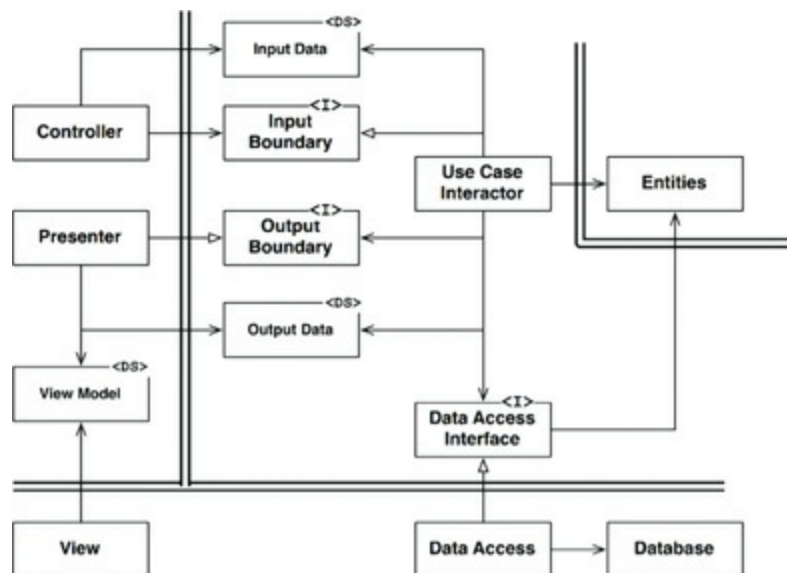 <DS>
Input Data
<I>
Controller
Input
Boundary
Use Case
Interactor
Entities
<I>
Presenter
Output
Boundary
<DS>
Output Data
<DS>
View Model
<I>
Data Access
Interface
View
Data Access
Database